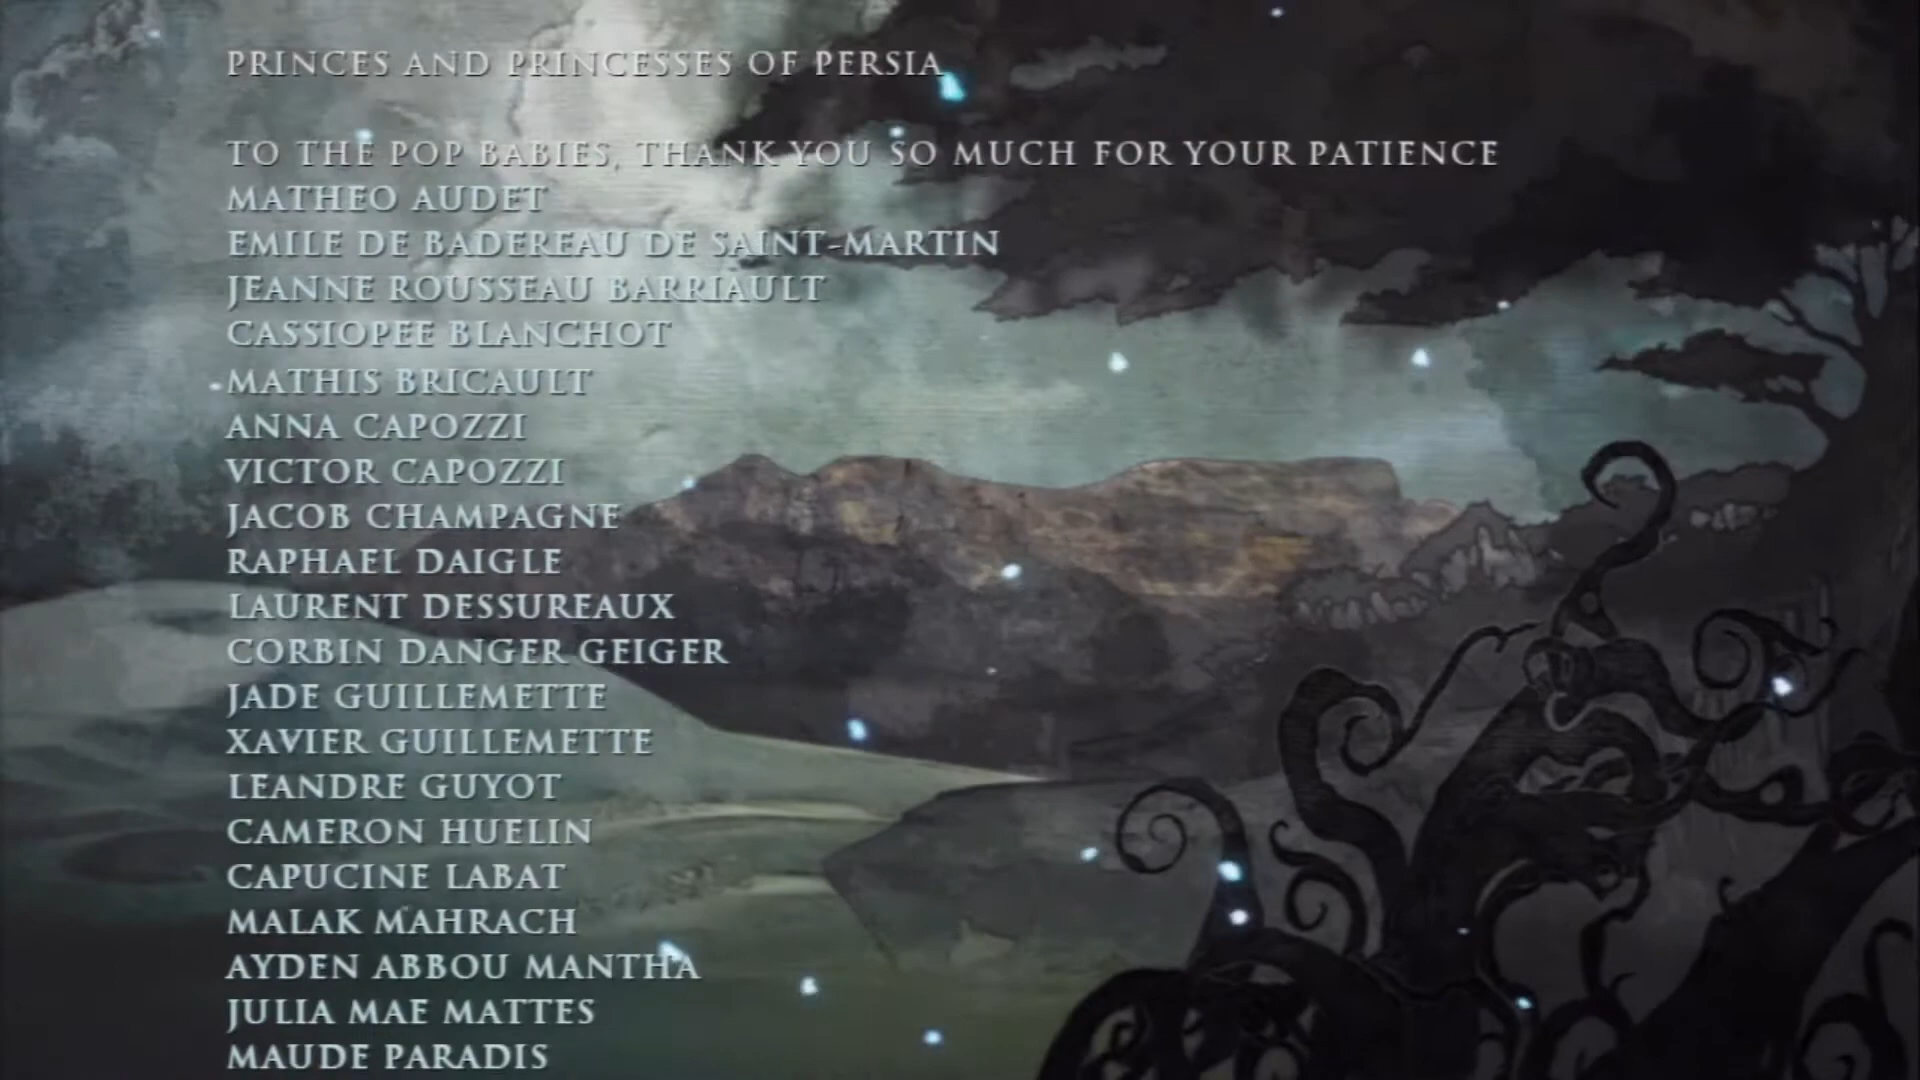 PRINCES AND PRINCESSES OF PERSIA
TO THE POP BABIES, THANK YOU SO MUCH FOR YOUR PATIENCE
MATHEO AUDET
EMILE DE BADEREAU DE SAINT-MARTIN
JEANNE ROUSSEAU BARRIAULT
CASSIOPEE BLANCHOT
MATHIS BRICAULT
ANNA CAPOZZI
VICTOR CAPOZZI
JACOB CHAMPAGNE
RAPHAEL DAIGLE
LAURENT DESSUREAUX
CORBIN DANGER GEIGER
JADE GUILLEMETTE
XAVIER GUILLEMETTE
LEANDRE GUYOT
CAMERON HUELIN
CAPUCINE LABAT
MALAK MAHRACH
AYDEN ABBOU MANTHA
JULIA MAE MATTES
MAUDE PARADIS